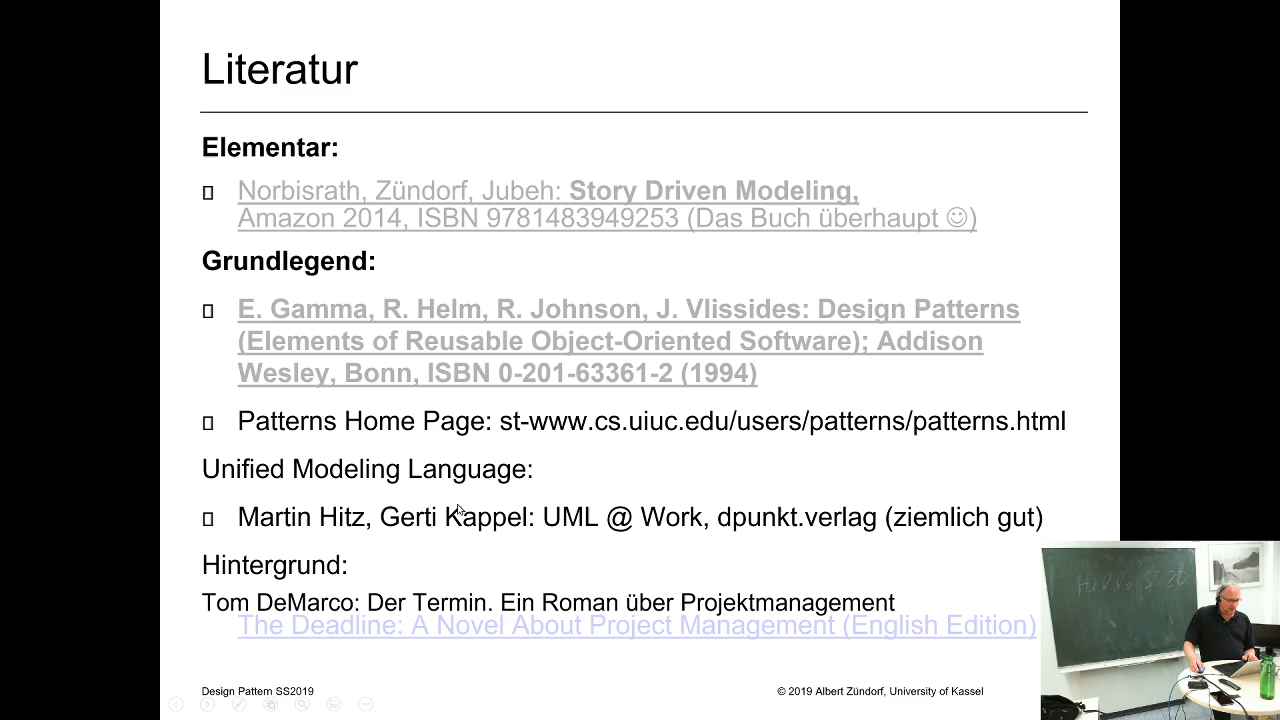 Literatur
Elementar:
Norbisrath, Zündorf, Jubeh: Story Driven Modeling,
Amazon 2014, ISBN 9781483949253 (Das Buch überhaupt ☺)
Grundlegend:
E. Gamma, R. Helm, R. Johnson, J. Vlissides: Design Patterns
(Elements of Reusable Object-Oriented Software); Addison
Wesley, Bonn, ISBN 0-201-63361-2 (1994)
Patterns Home Page: st-www.cs.uiuc.edu/users/patterns/patterns.html
Unified Modeling Language:
Martin Hitz, Gerti Kappel: UML @ Work, dpunkt.verlag (ziemlich gut)
Hintergrund:
Tom DeMarco: Der Termin. Ein Roman über Projektmanagement
The Deadline: A Novel About Project Management (English Edition)
Hello
Design Pattern SS2019
© 2019 Albert Zündorf, University of Kassel